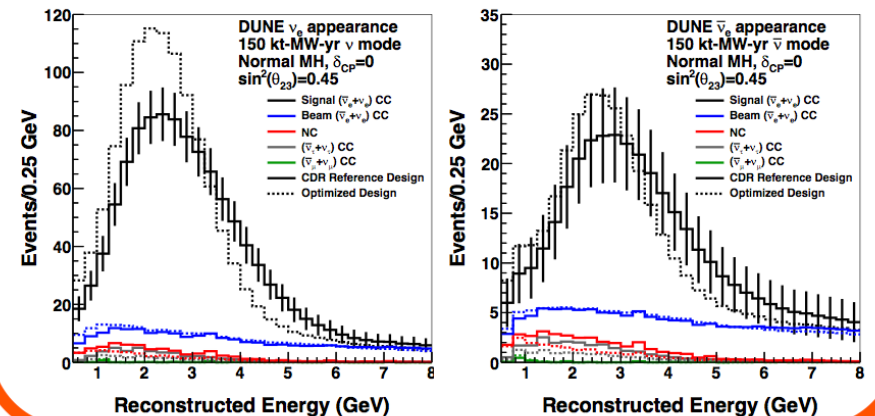 DUNE νe appearance
150 kt-MW-yr ν mode
Normal MH, δCP=0
sin²(θ23)=0.45
Signal (ν̅e+νe) CC
Beam (ν̅e+νe) CC
NC
(ν̅τ+ντ) CC
(ν̅μ+νμ) CC
CDR Reference Design
Optimized Design
Events/0.25 GeV
120
100
80
60
40
20
0
1 2 3 4 5 6 7 8
Reconstructed Energy (GeV)
DUNE ν̅e appearance
150 kt-MW-yr ν̅ mode
Normal MH, δCP=0
sin²(θ23)=0.45
Signal (ν̅e+νe) CC
Beam (ν̅e+νe) CC
NC
(ν̅τ+ντ) CC
(ν̅μ+νμ) CC
CDR Reference Design
Optimized Design
Events/0.25 GeV
35
30
25
20
15
10
5
0
1 2 3 4 5 6 7 8
Reconstructed Energy (GeV)